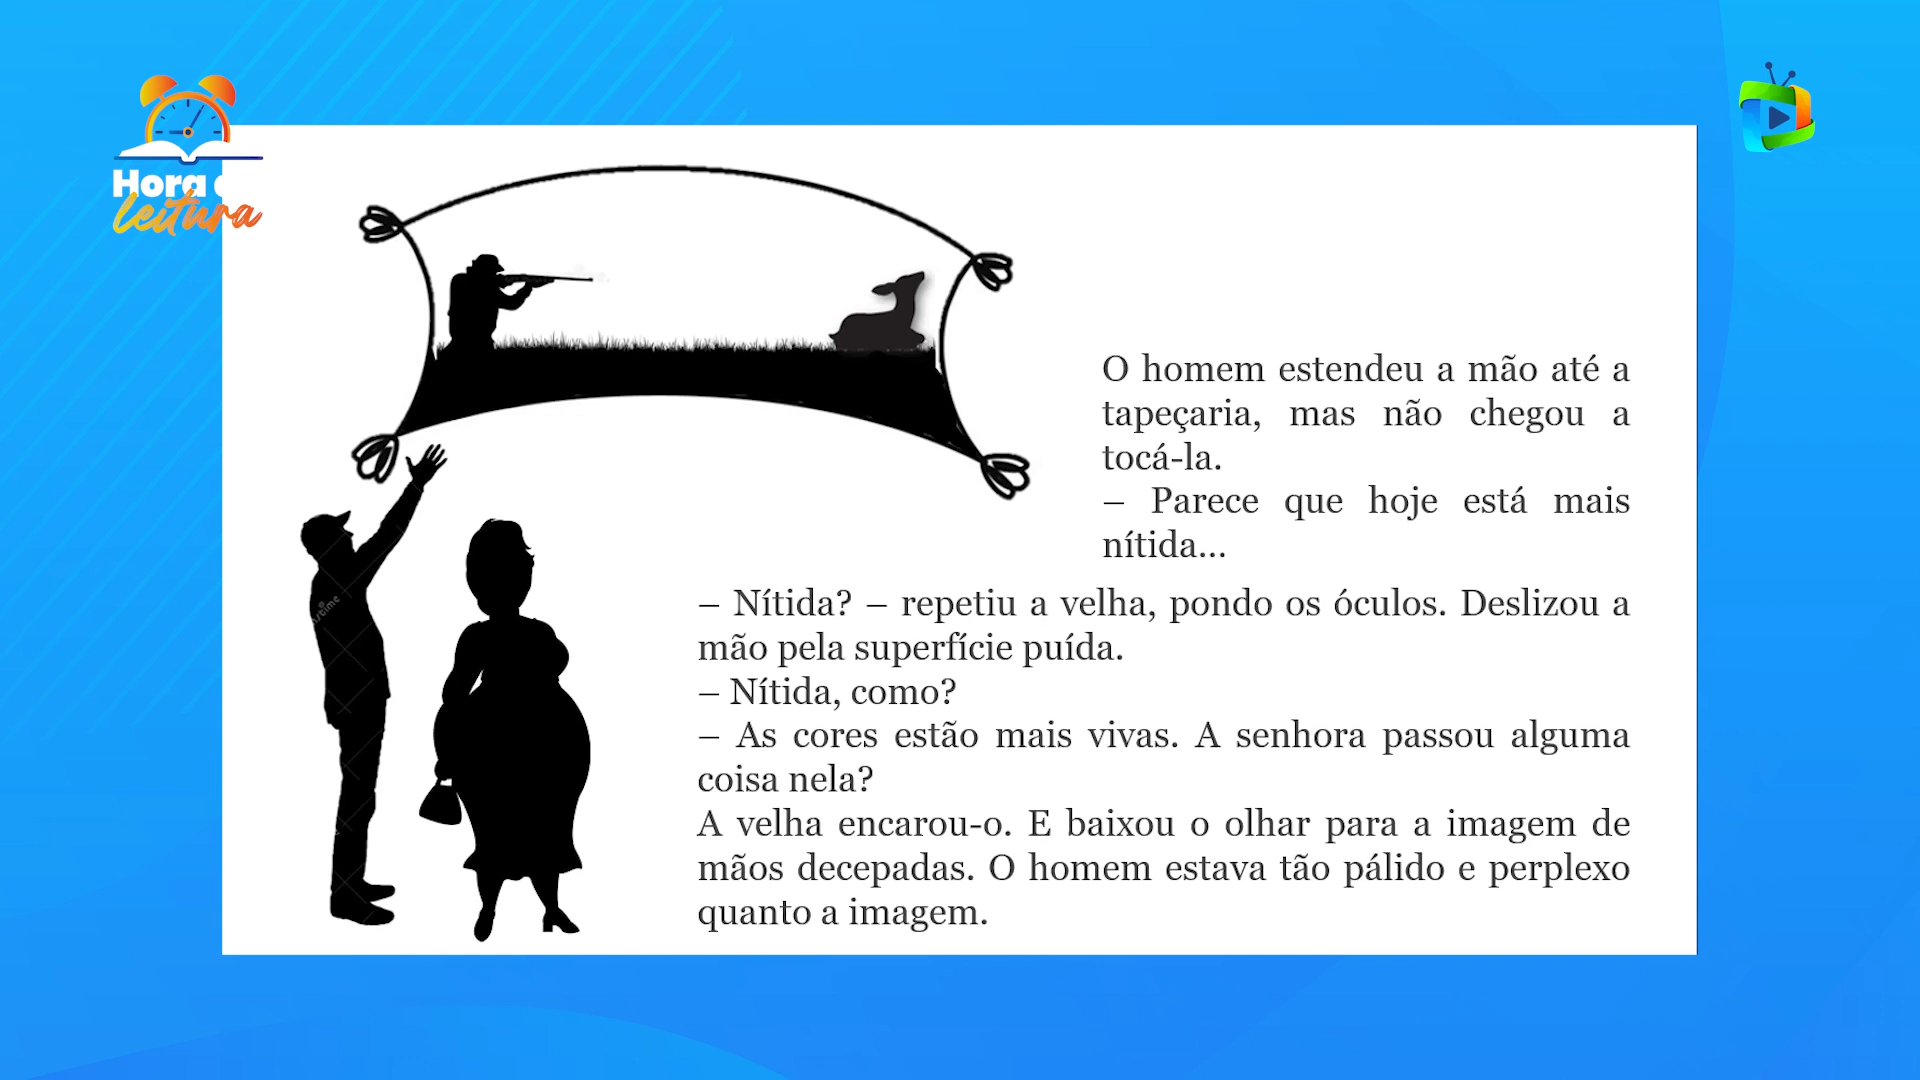 Hora
leitura
O homem estendeu a mão até a
tapeçaria, mas não chegou a
tocá-la.
– Parece que hoje está mais
nítida...
– Nítida? – repetiu a velha, pondo os óculos. Deslizou a
mão pela superfície puída.
– Nítida, como?
– As cores estão mais vivas. A senhora passou alguma
coisa nela?
A velha encarou-o. E baixou o olhar para a imagem de
mãos decepadas. O homem estava tão pálido e perplexo
quanto a imagem.